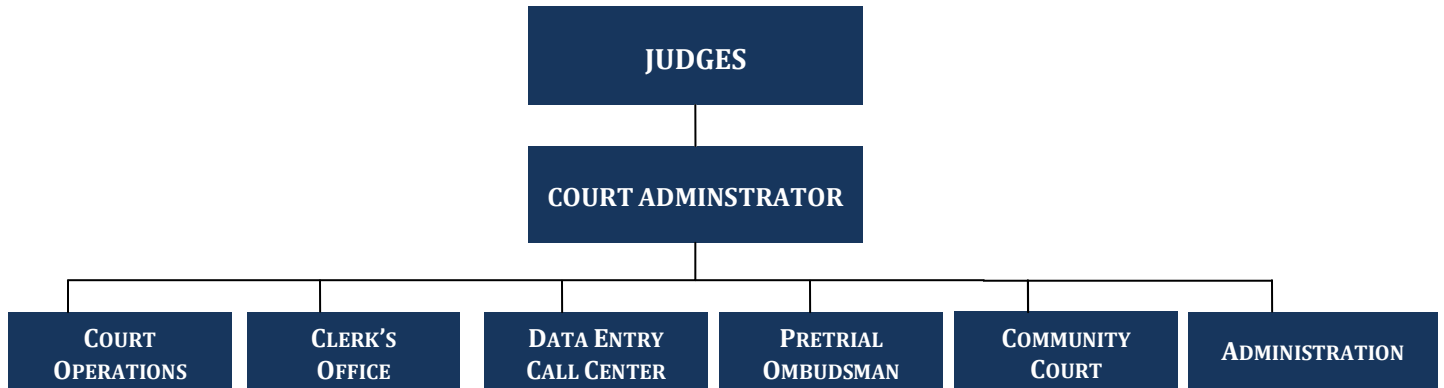 JUDGES
COURT ADMINSTRATOR
COURT
OPERATIONS
CLERK’S
OFFICE
DATA ENTRY
CALL CENTER
PRETRIAL
OMBUDSMAN
COMMUNITY
COURT
ADMINISTRATION